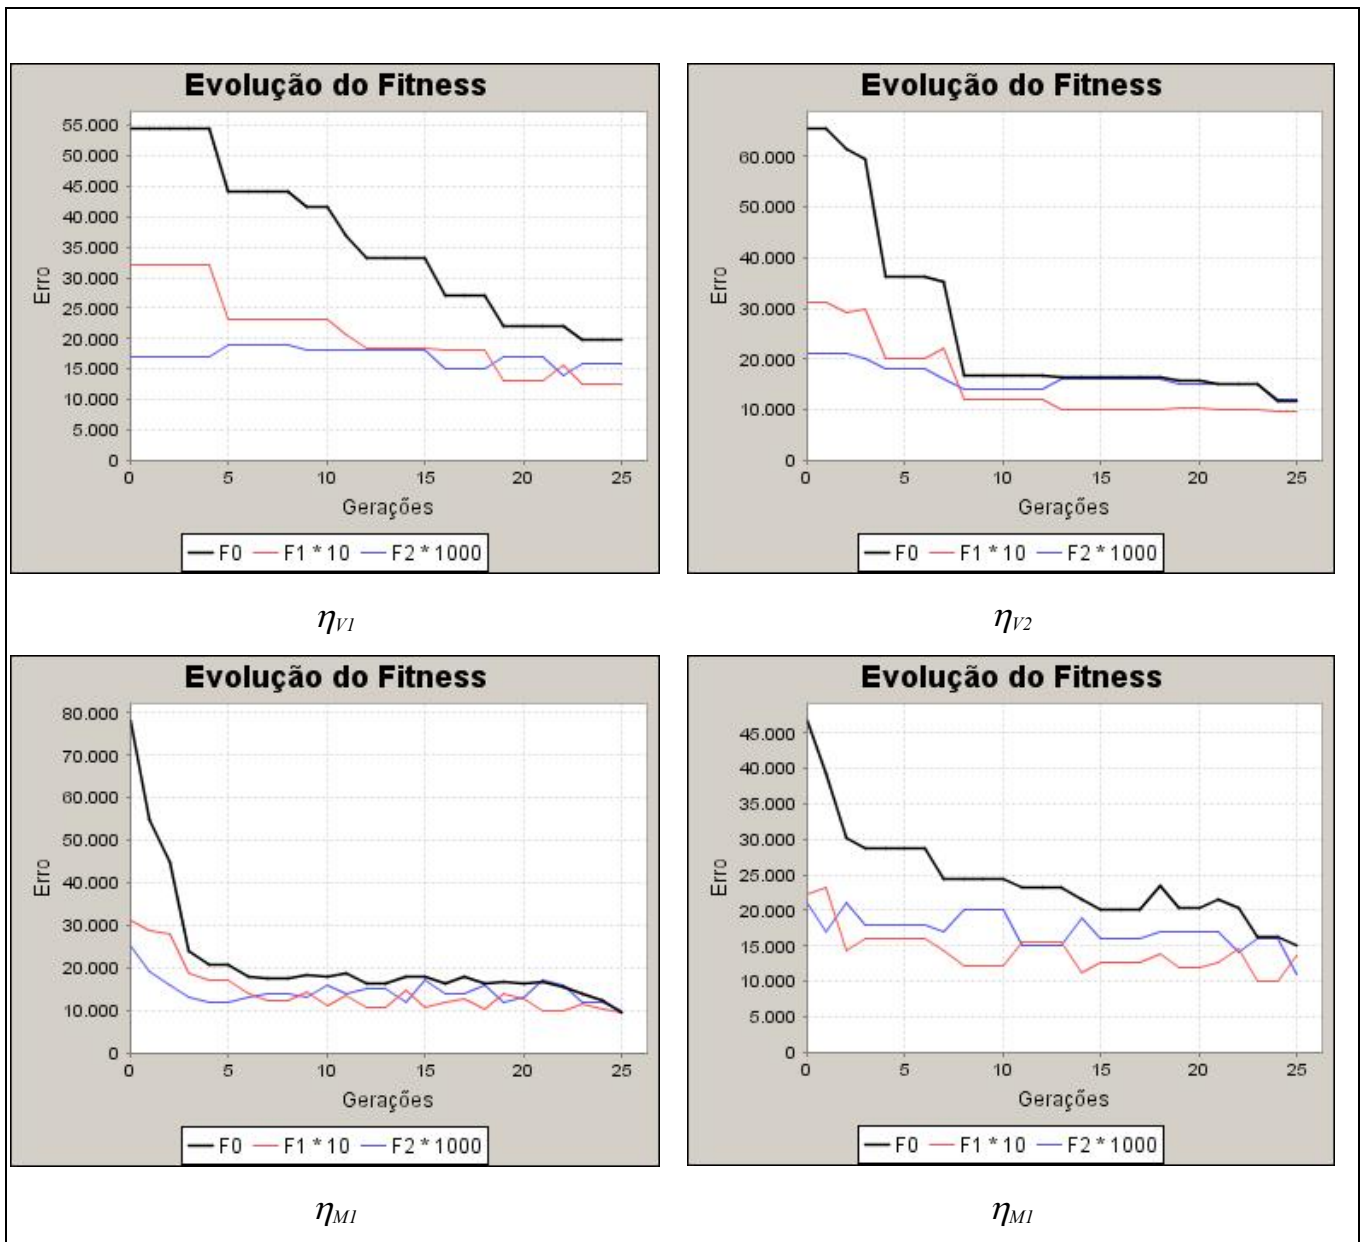 Evolução do Fitness
55.000
50.000
45.000
40.000
35.000
30.000
25.000
20.000
15.000
10.000
5.000
0
Erro
0 5 10 15 20 25
Gerações
F0 F1 * 10 F2 * 1000
ηV1
Evolução do Fitness
60.000
50.000
40.000
30.000
20.000
10.000
0
Erro
0 5 10 15 20 25
Gerações
F0 F1 * 10 F2 * 1000
ηV2
Evolução do Fitness
80.000
70.000
60.000
50.000
40.000
30.000
20.000
10.000
0
Erro
0 5 10 15 20 25
Gerações
F0 F1 * 10 F2 * 1000
ηM1
Evolução do Fitness
45.000
40.000
35.000
30.000
25.000
20.000
15.000
10.000
5.000
0
Erro
0 5 10 15 20 25
Gerações
F0 F1 * 10 F2 * 1000
ηM1